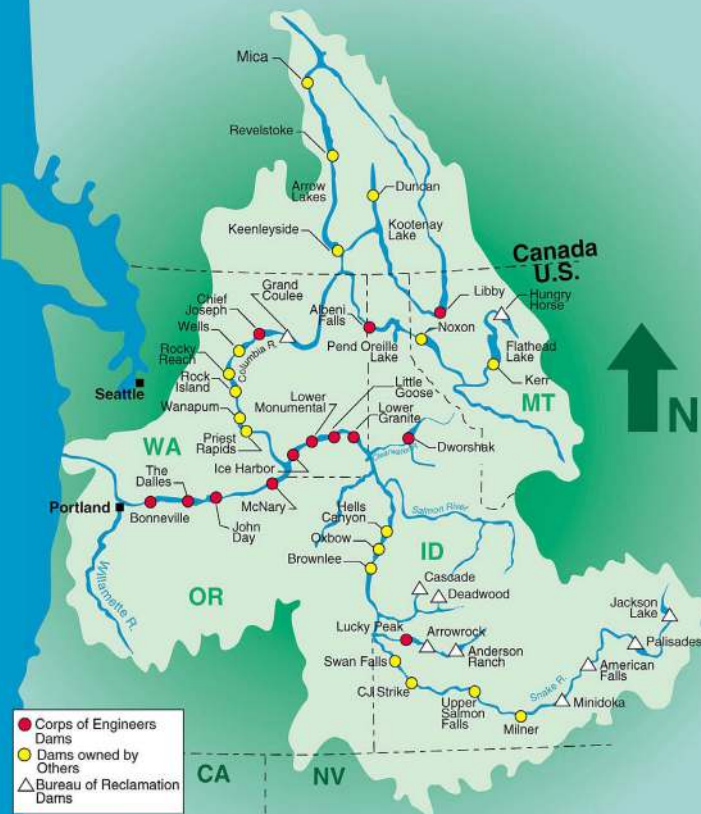 Mica
Revelstoke
Arrow
Lakes
Duncan
Kootenay
Lake
Keenleyside
Canada
U.S.
Grand
Coulee
Chief
Joseph
Albeni
Falls
Libby
Hungry
Horse
Wells
Columbia R.
Pend Oreille
Lake
Noxon
Flathead
Lake
Rocky
Reach
Kerr
Seattle
Rock
Island
Little
Goose
Lower
Monumental
Lower
Granite
MT
N
Wanapum
WA
Priest
Rapids
Dworshak
Clearwater R.
Ice Harbor
The
Dalles
Portland
Bonneville
John
Day
McNary
Hells
Canyon
Salmon River
Oxbow
Brownlee
ID
Willamette R.
OR
Cascade
Deadwood
Jackson
Lake
Lucky Peak
Arrowrock
Anderson
Ranch
Palisades
Swan Falls
American
Falls
CJ Strike
Snake R.
Upper
Salmon
Falls
Minidoka
Milner
Corps of Engineers
Dams
Dams owned by
Others
Bureau of Reclamation
Dams
CA
NV